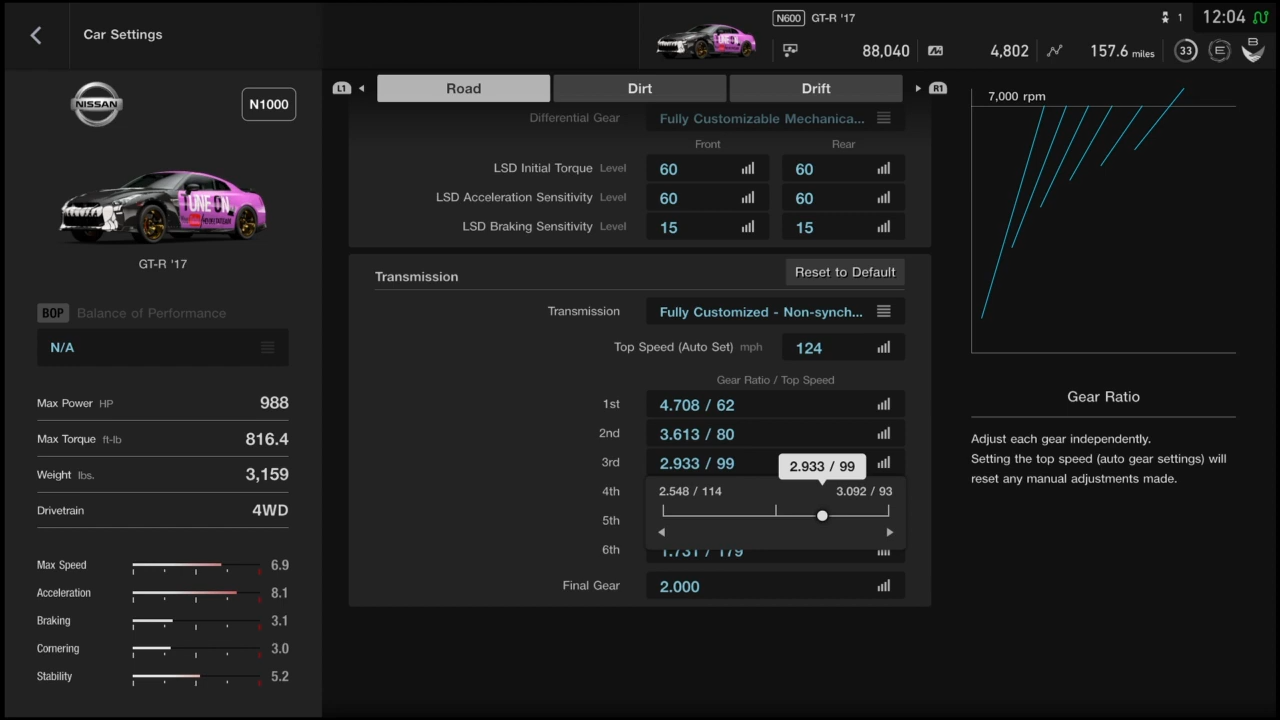 Car Settings
N600 GT-R '17
1
12:04
88,040
4,802
157.6 miles
33
E
B
NISSAN
N1000
L1
Road
Dirt
Drift
R1
Differential Gear
Fully Customizable Mechanica...
Front
Rear
LSD Initial Torque Level 60 60
LSD Acceleration Sensitivity Level 60 60
LSD Braking Sensitivity Level 15 15
TUNE ON
GT-R '17
BOP Balance of Performance
N/A
Max Power HP 988
Max Torque ft-lb 816.4
Weight lbs. 3,159
Drivetrain 4WD
Max Speed 6.9
Acceleration 8.1
Braking 3.1
Cornering 3.0
Stability 5.2
Transmission
Reset to Default
Transmission Fully Customized - Non-synch...
Top Speed (Auto Set) mph 124
Gear Ratio / Top Speed
1st 4.708 / 62
2nd 3.613 / 80
3rd 2.933 / 99
2.933 / 99
4th 2.548 / 114 3.092 / 93
5th
6th 1.731 / 179
Final Gear 2.000
7,000 rpm
Gear Ratio
Adjust each gear independently.
Setting the top speed (auto gear settings) will
reset any manual adjustments made.